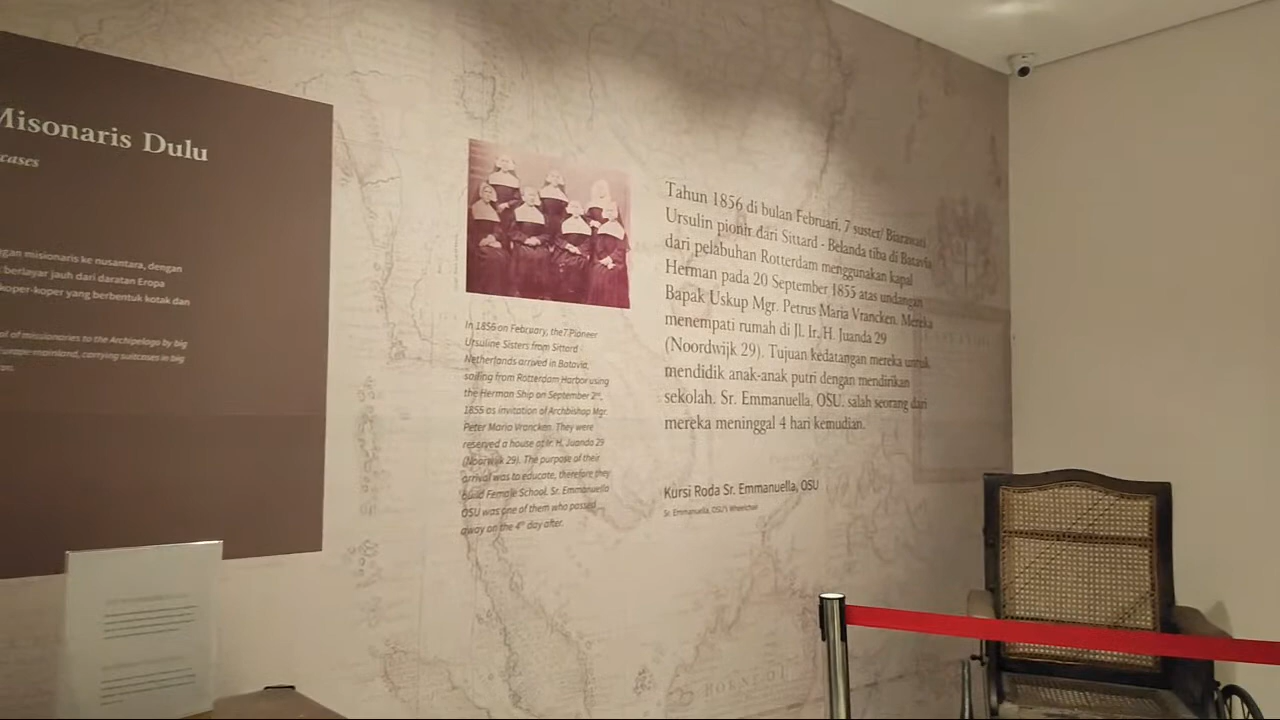 Misonaris Dulu
cases
gan misionaris ke nusantara, dengan
berlayar jauh dari daratan Eropa
koper-koper yang berbentuk kotak dan
al of missionaries to the Archipelago by big
Europe mainland, carrying suitcases in big
In 1856 on February, the 7 Pioneer
Ursuline Sisters from Sittard -
Netherlands arrived in Batavia,
sailing from Rotterdam Harbor using
the Herman Ship on September 2ⁿᵈ,
1855 as invitation of Archbishop Mgr.
Peter Maria Vrancken. They were
reserved a house at Ir. H. Juanda 29
(Noorwijk 29). The purpose of their
arrival was to educate, therefore they
build Female School. Sr. Emmanuella
OSU was one of them who passed
away on the 4ᵗʰ day after.
Tahun 1856 di bulan Februari, 7 suster/ Biarawati
Ursulin pionir dari Sittard - Belanda tiba di Batavia
dari pelabuhan Rotterdam menggunakan kapal
Herman pada 20 September 1855 atas undangan
Bapak Uskup Mgr. Petrus Maria Vrancken. Mereka
menempati rumah di Jl. Ir. H. Juanda 29
(Noordwijk 29). Tujuan kedatangan mereka untuk
mendidik anak-anak putri dengan mendirikan
sekolah. Sr. Emmanuella, OSU. salah seorang dari
mereka meninggal 4 hari kemudian.
Kursi Roda Sr. Emmanuella, OSU
Sr. Emmanuella, OSU's Wheelchair